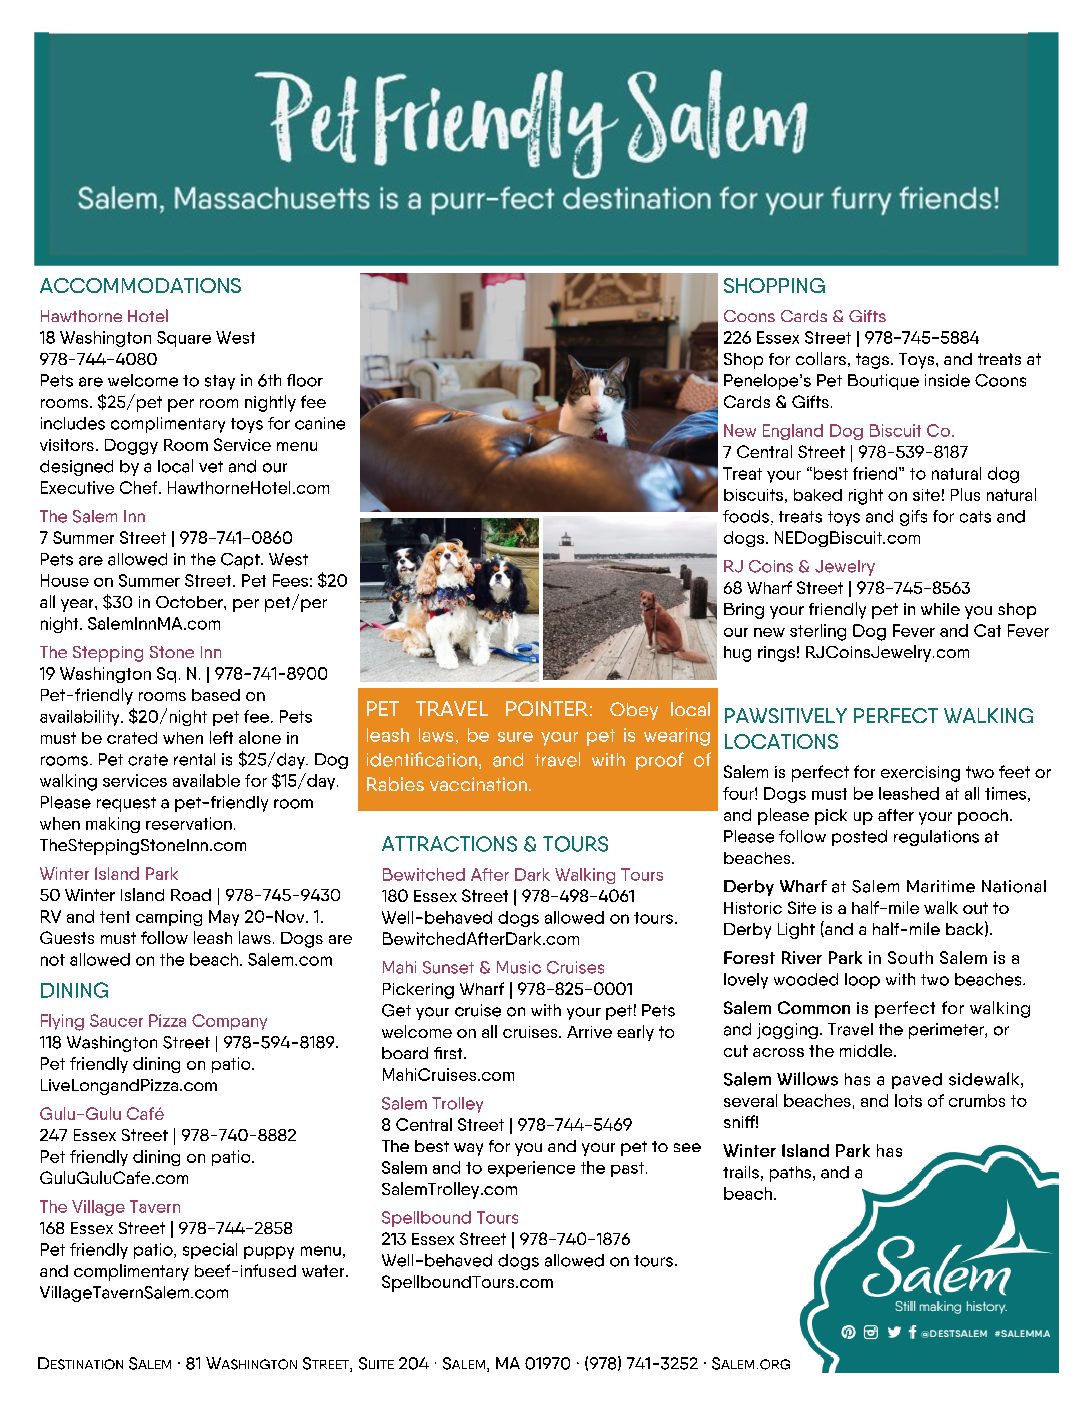 Pet Friendly Salem
Salem, Massachusetts is a purr-fect destination for your furry friends!
ACCOMMODATIONS
Hawthorne Hotel
18 Washington Square West
978-744-4080
Pets are welcome to stay in 6th floor
rooms. $25/pet per room nightly fee
includes complimentary toys for canine
visitors. Doggy Room Service menu
designed by a local vet and our
Executive Chef. HawthorneHotel.com
The Salem Inn
7 Summer Street | 978-741-0860
Pets are allowed in the Capt. West
House on Summer Street. Pet Fees: $20
all year, $30 in October, per pet/per
night. SalemInnMA.com
The Stepping Stone Inn
19 Washington Sq. N. | 978-741-8900
Pet-friendly rooms based on
availability. $20/night pet fee. Pets
must be crated when left alone in
rooms. Pet crate rental is $25/day. Dog
walking services available for $15/day.
Please request a pet-friendly room
when making reservation.
TheSteppingStoneInn.com
Winter Island Park
50 Winter Island Road | 978-745-9430
RV and tent camping May 20-Nov. 1.
Guests must follow leash laws. Dogs are
not allowed on the beach. Salem.com
DINING
Flying Saucer Pizza Company
118 Washington Street | 978-594-8189.
Pet friendly dining on patio.
LiveLongandPizza.com
Gulu-Gulu Café
247 Essex Street | 978-740-8882
Pet friendly dining on patio.
GuluGuluCafe.com
The Village Tavern
168 Essex Street | 978-744-2858
Pet friendly patio, special puppy menu,
and complimentary beef-infused water.
VillageTavernSalem.com
PET TRAVEL POINTER: Obey local
leash laws, be sure your pet is wearing
identification, and travel with proof of
Rabies vaccination.
ATTRACTIONS & TOURS
Bewitched After Dark Walking Tours
180 Essex Street | 978-498-4061
Well-behaved dogs allowed on tours.
BewitchedAfterDark.com
Mahi Sunset & Music Cruises
Pickering Wharf | 978-825-0001
Get your cruise on with your pet! Pets
welcome on all cruises. Arrive early to
board first.
MahiCruises.com
Salem Trolley
8 Central Street | 978-744-5469
The best way for you and your pet to see
Salem and to experience the past.
SalemTrolley.com
Spellbound Tours
213 Essex Street | 978-740-1876
Well-behaved dogs allowed on tours.
SpellboundTours.com
SHOPPING
Coons Cards & Gifts
226 Essex Street | 978-745-5884
Shop for collars, tags. Toys, and treats at
Penelope's Pet Boutique inside Coons
Cards & Gifts.
New England Dog Biscuit Co.
7 Central Street | 978-539-8187
Treat your "best friend" to natural dog
biscuits, baked right on site! Plus natural
foods, treats toys and gifs for cats and
dogs. NEDogBiscuit.com
RJ Coins & Jewelry
68 Wharf Street | 978-745-8563
Bring your friendly pet in while you shop
our new sterling Dog Fever and Cat Fever
hug rings! RJCoinsJewelry.com
PAWSITIVELY PERFECT WALKING
LOCATIONS
Salem is perfect for exercising two feet or
four! Dogs must be leashed at all times,
and please pick up after your pooch.
Please follow posted regulations at
beaches.
Derby Wharf at Salem Maritime National
Historic Site is a half-mile walk out to
Derby Light (and a half-mile back).
Forest River Park in South Salem is a
lovely wooded loop with two beaches.
Salem Common is perfect for walking
and jogging. Travel the perimeter, or
cut across the middle.
Salem Willows has a paved sidewalk,
several beaches, and lots of crumbs to
sniff!
Winter Island Park has
trails, paths, and a
beach.
Salem
Still making history.
@DESTSALEM #SALEMMA
DESTINATION SALEM · 81 WASHINGTON STREET, SUITE 204 · SALEM, MA 01970 · (978) 741-3252 · SALEM.ORG